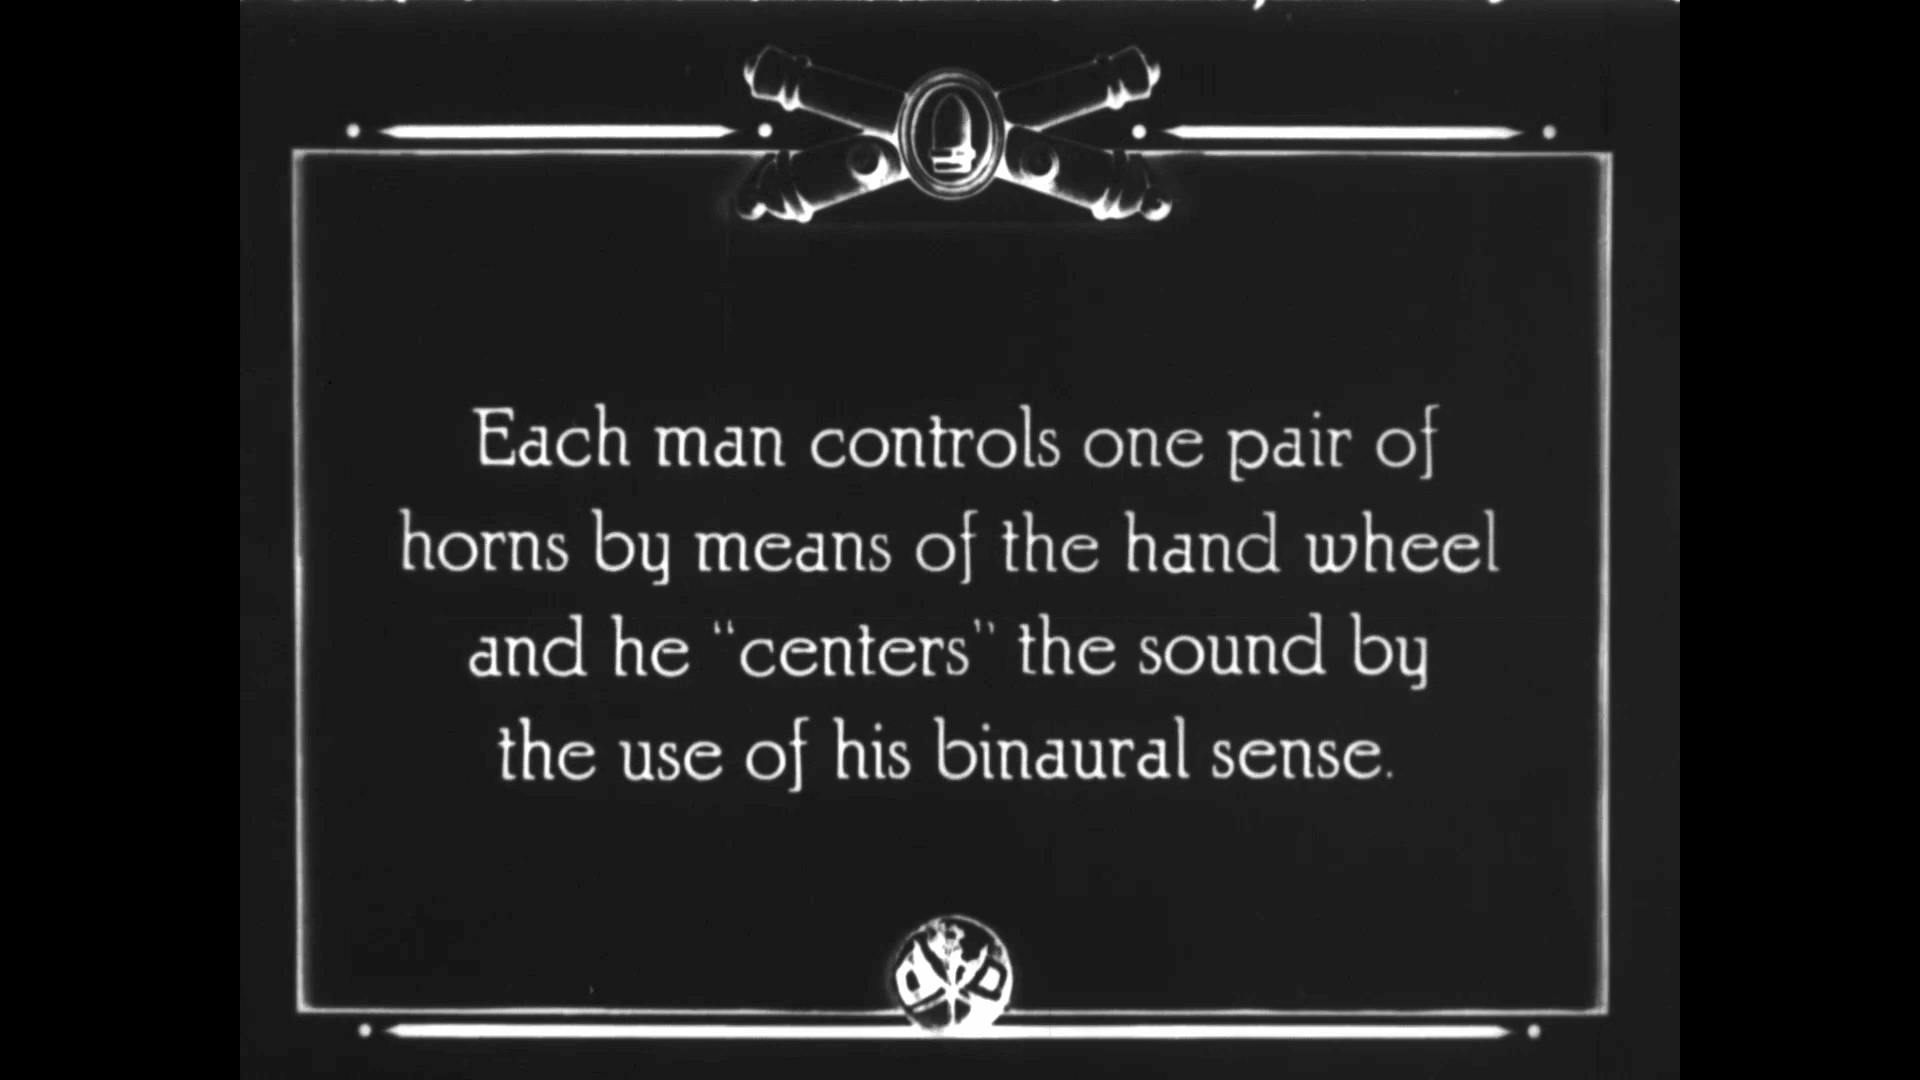 Each man controls one pair of
horns by means of the hand wheel
and he "centers" the sound by
the use of his binaural sense.